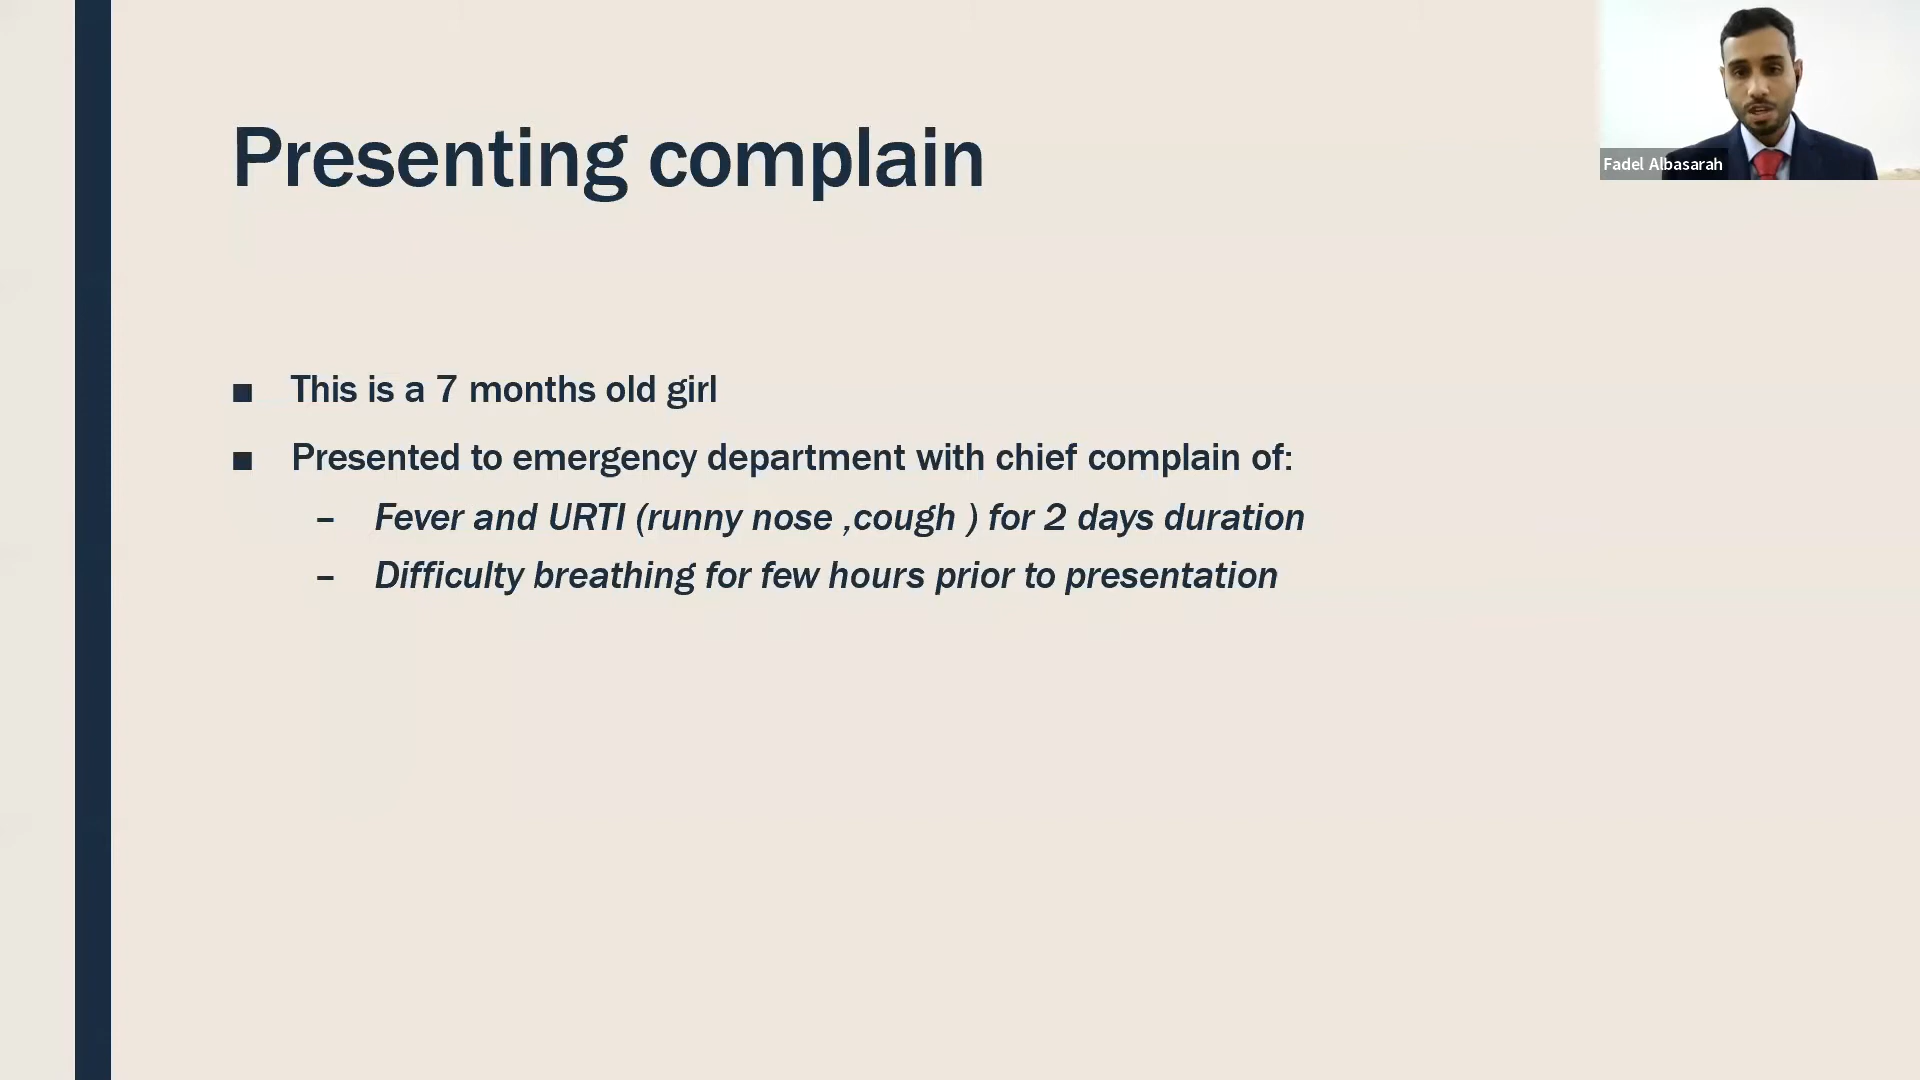 Presenting complain
Fadel Albasarah
■ This is a 7 months old girl
■ Presented to emergency department with chief complain of:
– Fever and URTI (runny nose ,cough ) for 2 days duration
– Difficulty breathing for few hours prior to presentation